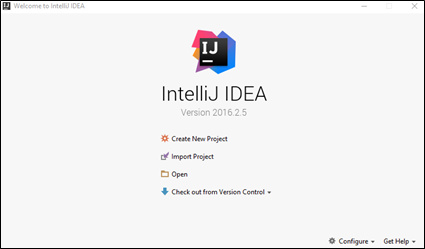 Welcome to IntelliJ IDEA
IJ
IntelliJ IDEA
Version 2016.2.5
Create New Project
Import Project
Open
Check out from Version Control
Configure Get Help